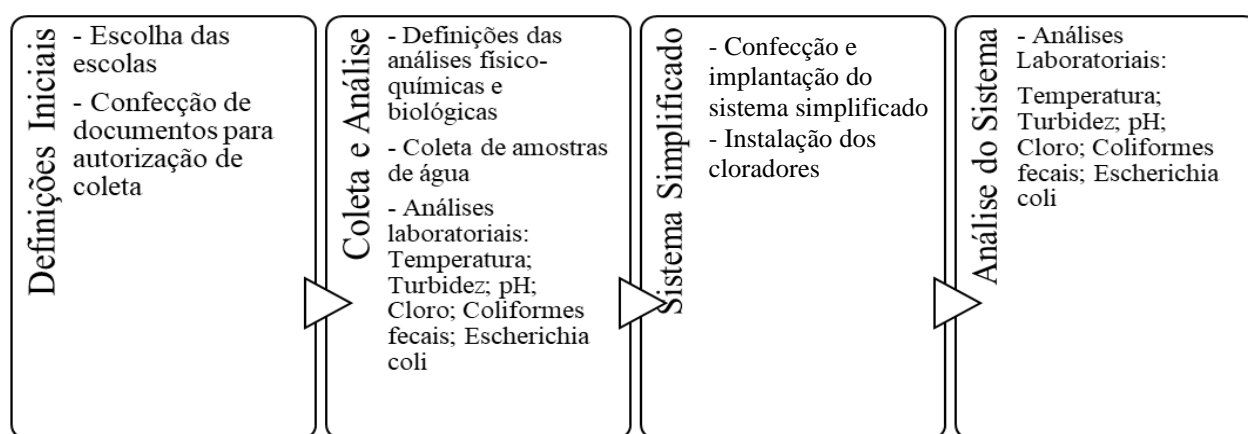 Definições Iniciais
- Escolha das
escolas
- Confecção de
documentos para
autorização de
coleta
Coleta e Análise
- Definições das
análises físico-
químicas e
biológicas
- Coleta de amostras
de água
- Análises
laboratoriais:
Temperatura;
Turbidez; pH;
Cloro; Coliformes
fecais; Escherichia
coli
Sistema Simplificado
- Confecção e
implantação do
sistema simplificado
- Instalação dos
cloradores
Análise do Sistema
- Análises
Laboratoriais:
Temperatura;
Turbidez; pH;
Cloro; Coliformes
fecais; Escherichia
coli